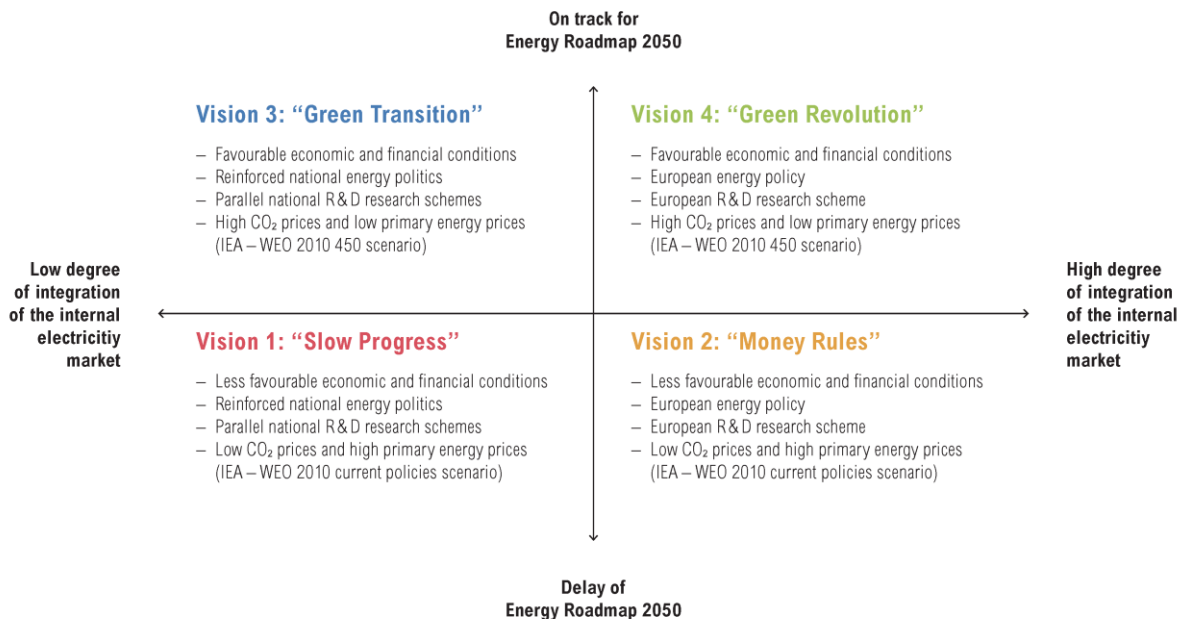 On track for
Energy Roadmap 2050
Vision 3: “Green Transition”
– Favourable economic and financial conditions
– Reinforced national energy politics
– Parallel national R & D research schemes
– High CO₂ prices and low primary energy prices
(IEA – WEO 2010 450 scenario)
Vision 4: “Green Revolution”
– Favourable economic and financial conditions
– European energy policy
– European R & D research scheme
– High CO₂ prices and low primary energy prices
(IEA – WEO 2010 450 scenario)
Low degree
of integration
of the internal
electricitiy
market
High degree
of integration
of the internal
electricitiy
market
Vision 1: “Slow Progress”
– Less favourable economic and financial conditions
– Reinforced national energy politics
– Parallel national R & D research schemes
– Low CO₂ prices and high primary energy prices
(IEA – WEO 2010 current policies scenario)
Vision 2: “Money Rules”
– Less favourable economic and financial conditions
– European energy policy
– European R & D research scheme
– Low CO₂ prices and high primary energy prices
(IEA – WEO 2010 current policies scenario)
Delay of
Energy Roadmap 2050